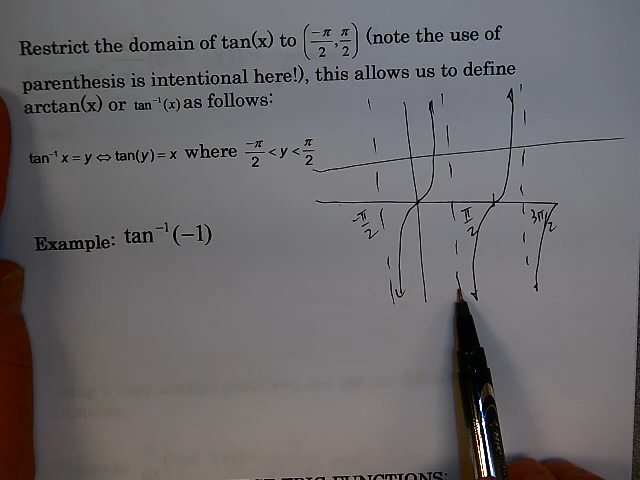 Restrict the domain of tan(x) to (-π/2, π/2) (note the use of
parenthesis is intentional here!), this allows us to define
arctan(x) or tan⁻¹(x) as follows:
tan⁻¹ x = y ⇔ tan(y) = x where -π/2 < y < π/2
-π/2 π/2 3π/2
Example: tan⁻¹(-1)
TRIG FUNCTIONS: